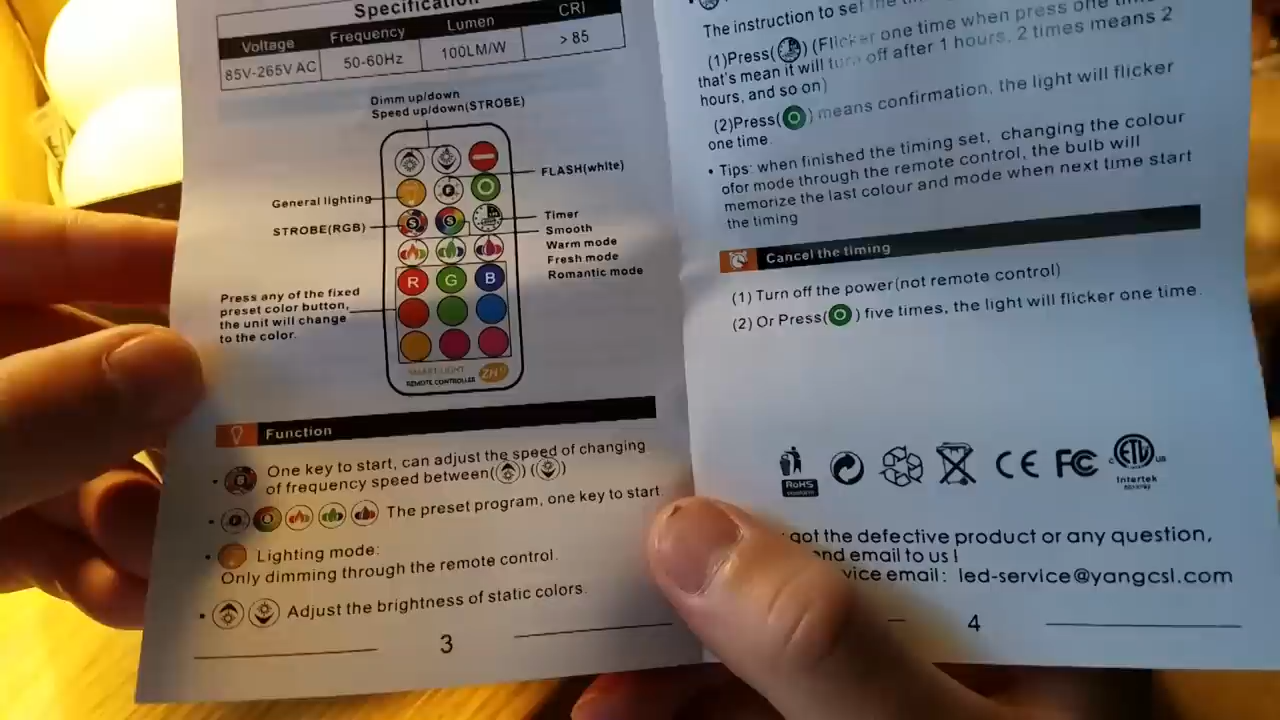 Specification
Voltage Frequency Lumen CRI
85V-265V AC 50-60Hz 100LM/W > 85
Dimm up/down
Speed up/down(STROBE)
FLASH(white)
General lighting
STROBE(RGB)
Timer
Smooth
Warm mode
Fresh mode
Romantic mode
Press any of the fixed
preset color button,
the unit will change
to the color.
S S
R G B
SMART LIGHT
REMOTE CONTROLLER ZH
Function
One key to start, can adjust the speed of changing
of frequency speed between( ) ( )
The preset program, one key to start.
Lighting mode:
Only dimming through the remote control.
Adjust the brightness of static colors.
3
The instruction to set the
(1)Press( ) (Flicker one time when press one time
that's mean it will turn off after 1 hours, 2 times means 2
hours, and so on)
(2)Press( ) means confirmation, the light will flicker
one time.
• Tips: when finished the timing set, changing the colour
ofor mode through the remote control, the bulb will
memorize the last colour and mode when next time start
the timing
Cancel the timing
(1) Turn off the power(not remote control)
(2) Or Press( ) five times, the light will flicker one time.
RoHS
CE FC ETL
c us
Intertek
got the defective product or any question,
email to us !
email: led-service@yangcsl.com
4